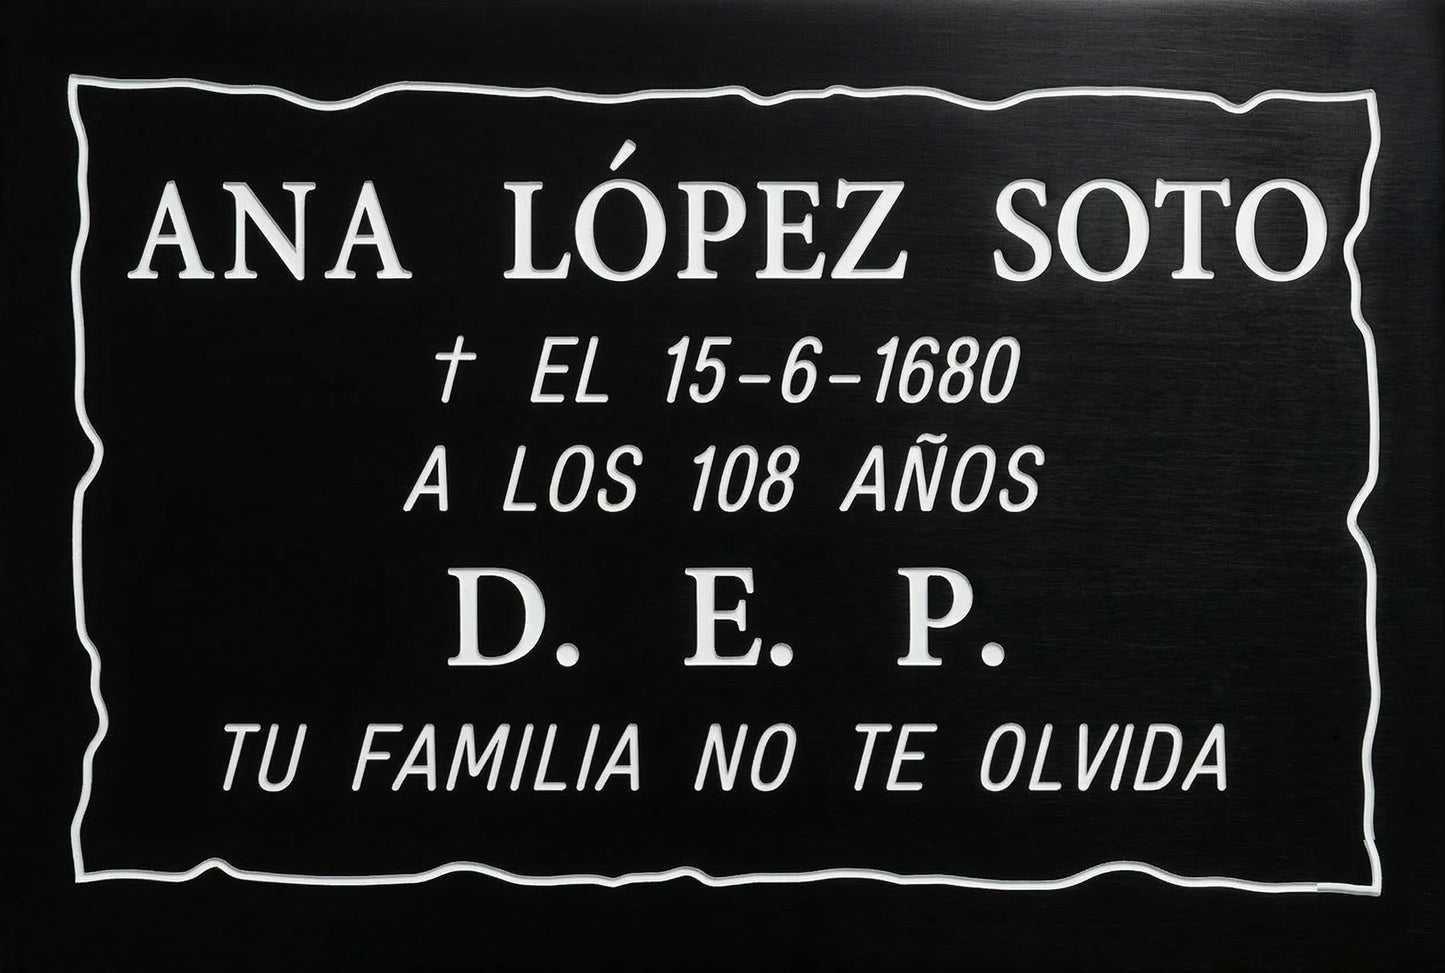 ANA LÓPEZ SOTO
† EL 15-6-1680
A LOS 108 AÑOS
D. E. P.
TU FAMILIA NO TE OLVIDA